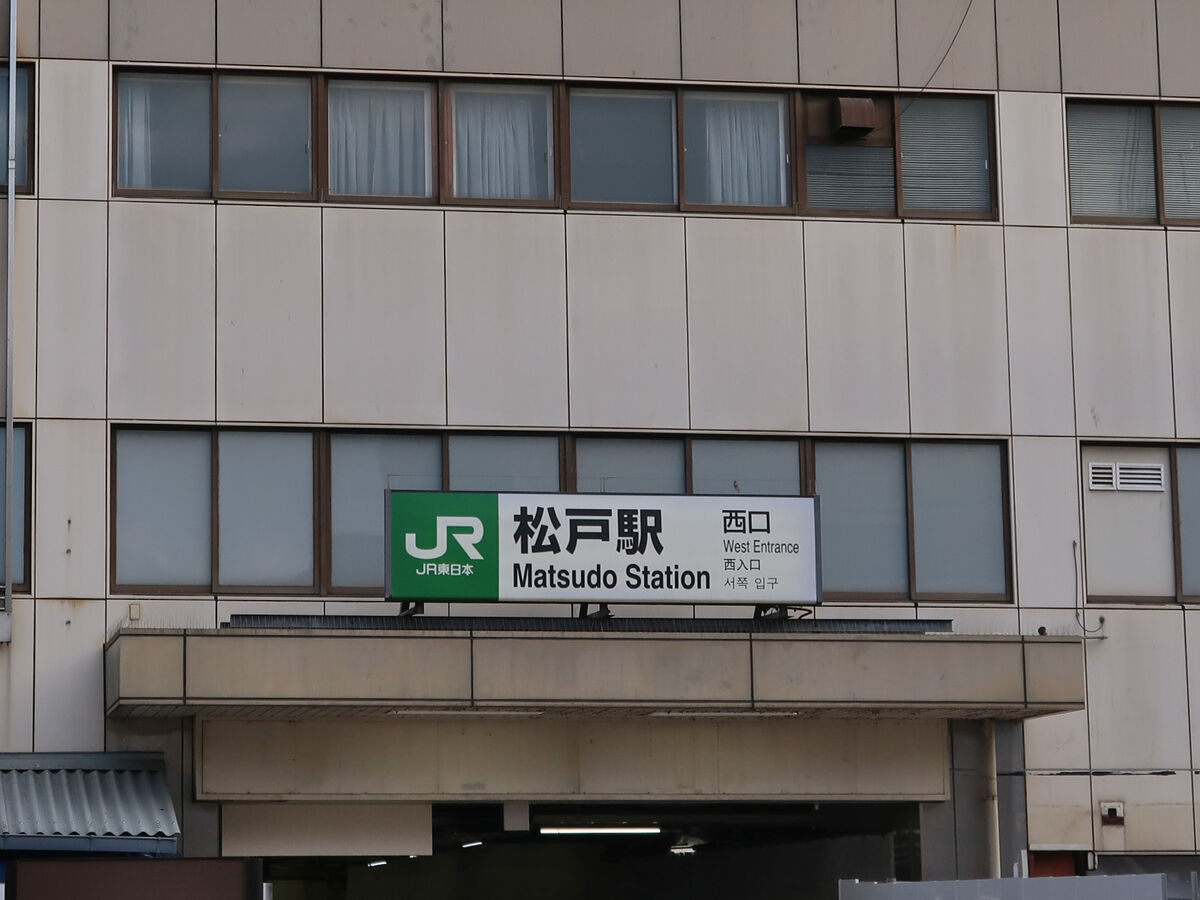 JR
JR東日本
松戸駅
Matsudo Station
西口
West Entrance
西入口
서쪽 입구